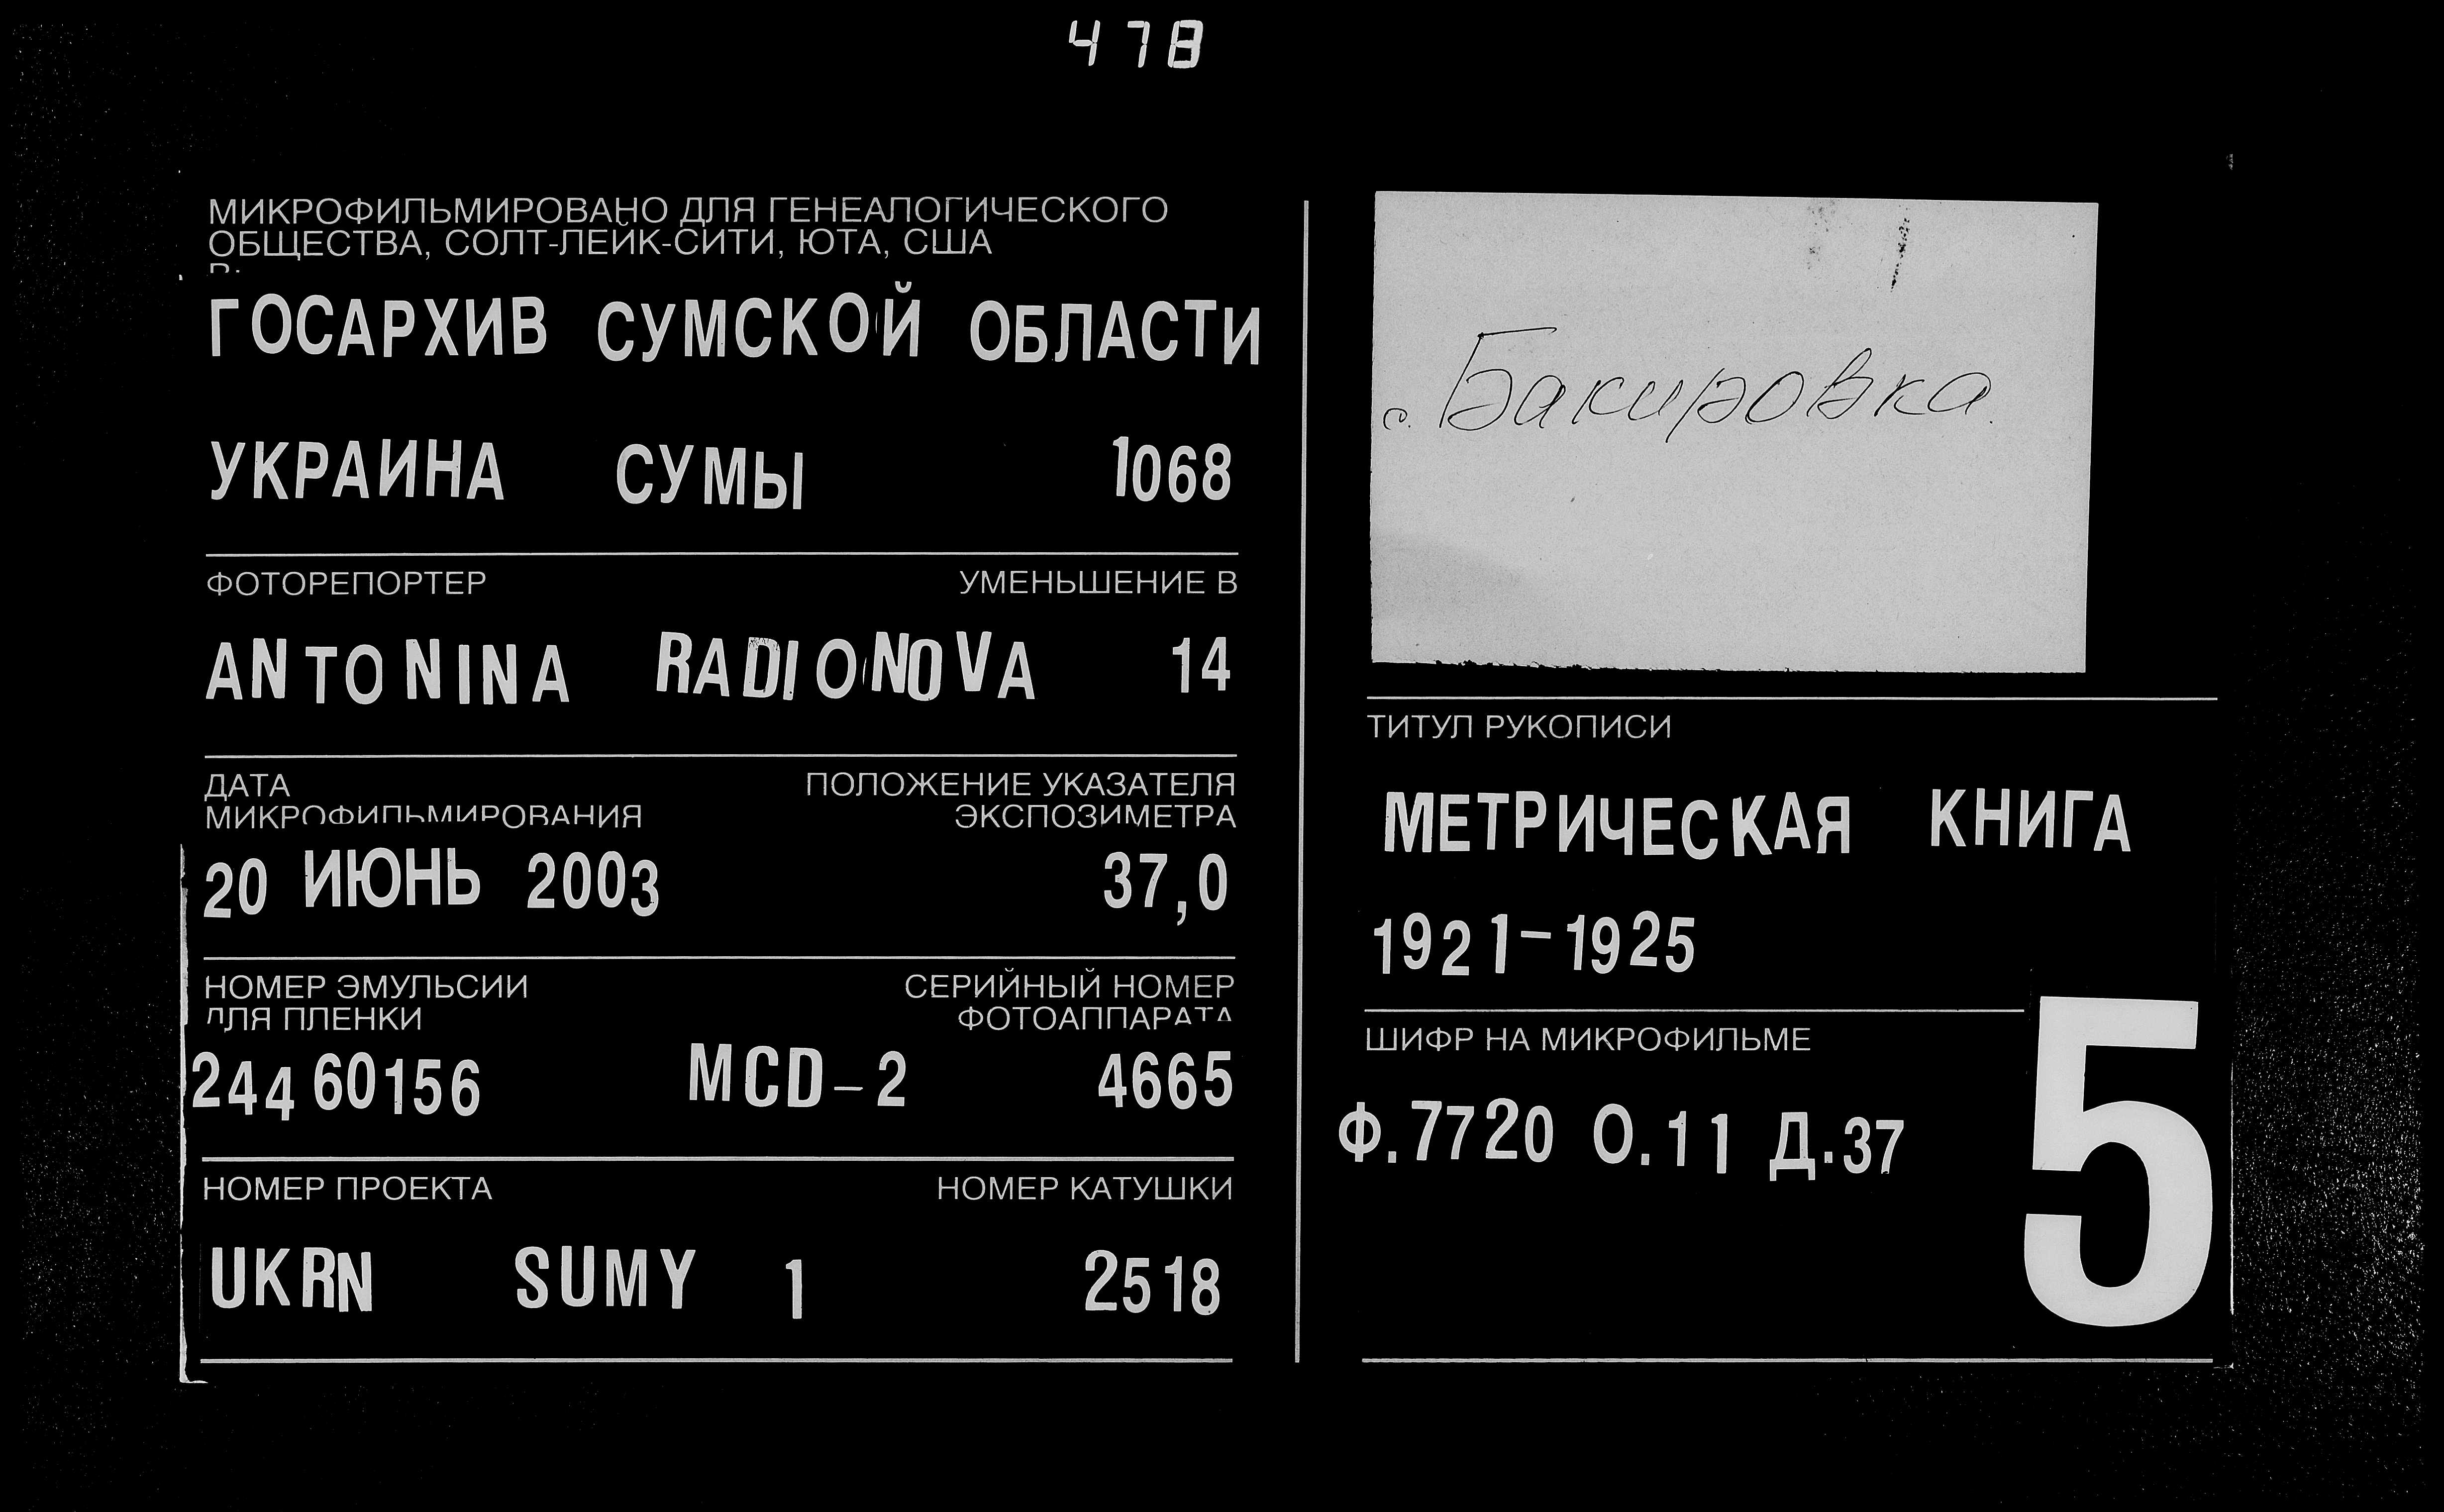 478
МИКРОФИЛЬМИРОВАНО ДЛЯ ГЕНЕАЛОГИЧЕСКОГО
ОБЩЕСТВА, СОЛТ-ЛЕЙК-СИТИ, ЮТА, США
ГОСАРХИВ СУМСКОЙ ОБЛАСТИ
УКРАИНА СУМЫ 1068
ФОТОРЕПОРТЕР УМЕНЬШЕНИЕ В
ANTONINA RADIONOVA 14
ДАТА ПОЛОЖЕНИЕ УКАЗАТЕЛЯ
МИКРОФИЛЬМИРОВАНИЯ ЭКСПОЗИМЕТРА
20 ИЮНЬ 2003 37,0
НОМЕР ЭМУЛЬСИИ СЕРИЙНЫЙ НОМЕР
ДЛЯ ПЛЕНКИ ФОТОАППАРАТА
24460156 MCD-2 4665
НОМЕР ПРОЕКТА НОМЕР КАТУШКИ
UKRN SUMY 1 2518
с. Бакировка.
ТИТУЛ РУКОПИСИ
МЕТРИЧЕСКАЯ КНИГА
1921-1925
ШИФР НА МИКРОФИЛЬМЕ
Ф.7720 О.11 Д.37
5